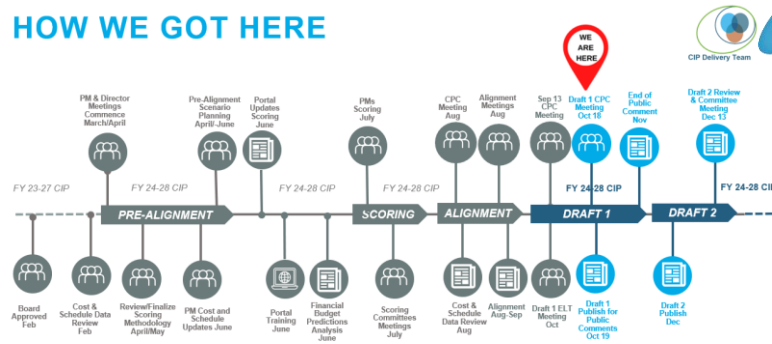 HOW WE GOT HERE
WE
ARE
HERE
CIP Delivery Team
PM & Director
Meetings
Commence
March/April
Pre-Alignment
Scenario
Planning
April/June
Portal
Updates
Scoring
June
PMs
Scoring
July
CPC
Meeting
Aug
Alignment
Meetings
Aug
Sep 13
CPC
Meeting
Draft 1 CPC
Meeting
Oct 18
End of
Public
Comment
Nov
Draft 2 Review
& Committee
Meeting
Dec 13
FY 23-27 CIP
FY 24-28 CIP
FY 24-28 CIP
FY 24-28 CIP
FY 24-28 CIP
FY 24-28 CIP
PRE-ALIGNMENT
SCORING
ALIGNMENT
DRAFT 1
DRAFT 2
Board
Approved
Feb
Cost &
Schedule Data
Review
Feb
Review/Finalize
Scoring
Methodology
April/May
PM Cost and
Schedule
Updates June
Portal
Training
June
Financial
Budget
Predictions
Analysis
June
Scoring
Committees
Meetings
July
Cost &
Schedule
Data Review
Aug
Alignment
Aug-Sep
Draft 1 ELT
Meeting
Oct
Draft 1
Publish for
Public
Comments
Oct 19
Draft 2
Publish
Dec